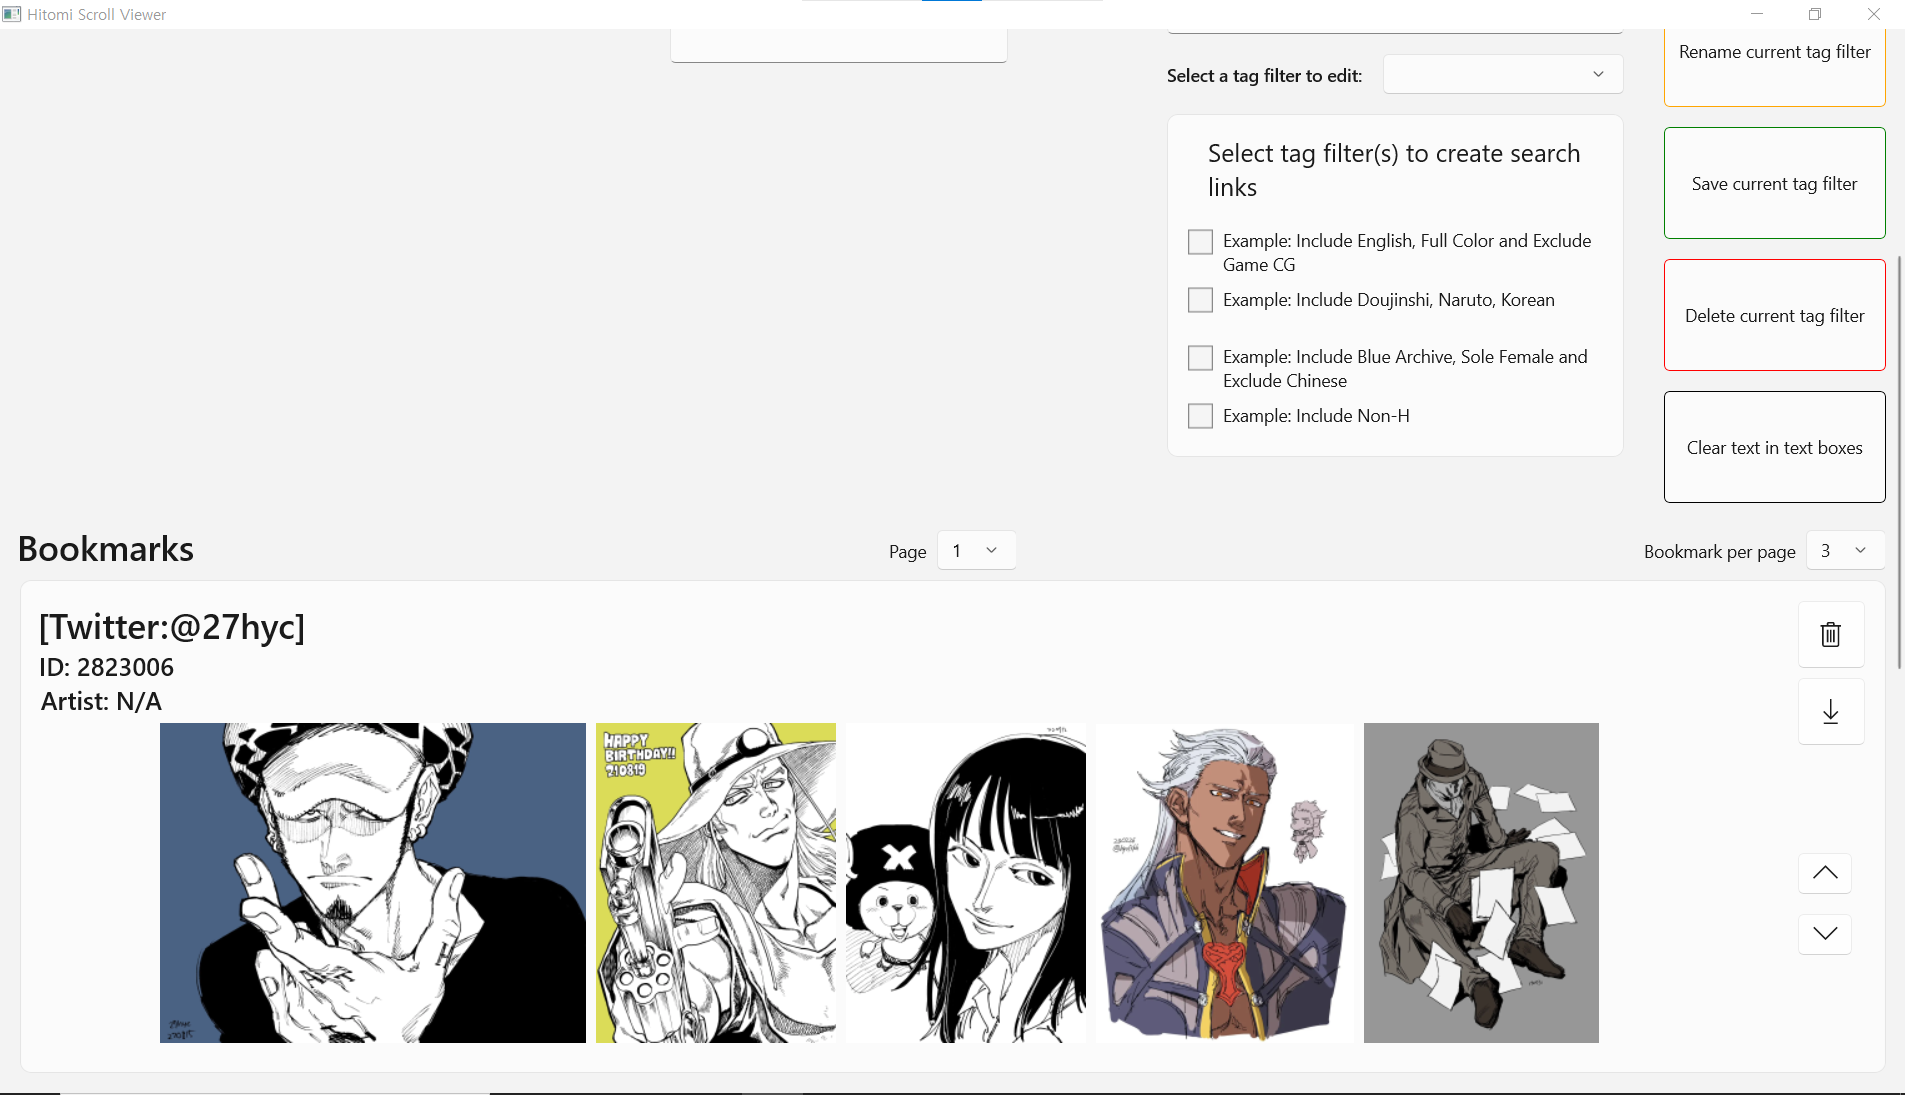 Hitomi Scroll Viewer
Rename current tag filter
Select a tag filter to edit:
Select tag filter(s) to create search
links
Example: Include English, Full Color and Exclude
Game CG
Example: Include Doujinshi, Naruto, Korean
Example: Include Blue Archive, Sole Female and
Exclude Chinese
Example: Include Non-H
Save current tag filter
Delete current tag filter
Clear text in text boxes
Bookmarks
Page 1
Bookmark per page 3
[Twitter:@27hyc]
ID: 2823006
Artist: N/A
HAPPY
BIRTHDAY!!
210819